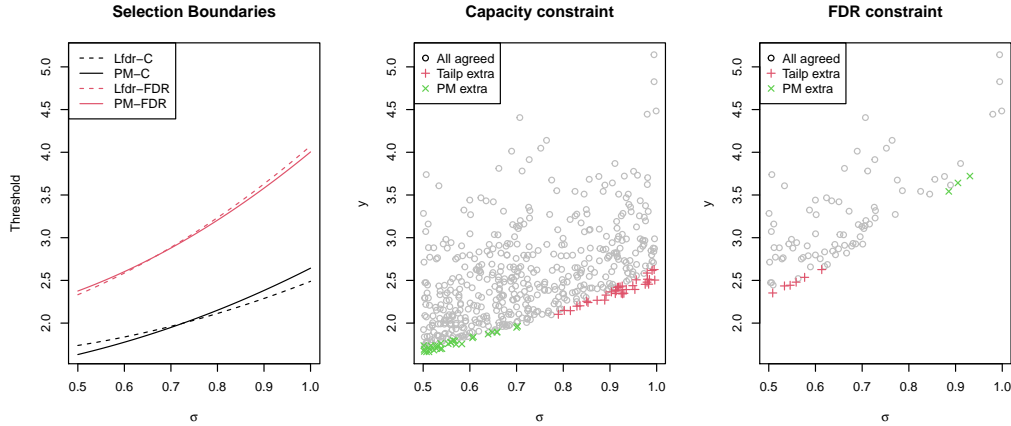 Selection Boundaries
Lfdr−C
PM−C
Lfdr−FDR
PM−FDR
Threshold
2.0 2.5 3.0 3.5 4.0 4.5 5.0
0.5 0.6 0.7 0.8 0.9 1.0
σ
Capacity constraint
All agreed
Tailp extra
PM extra
y
2.0 2.5 3.0 3.5 4.0 4.5 5.0
0.5 0.6 0.7 0.8 0.9 1.0
σ
FDR constraint
All agreed
Tailp extra
PM extra
y
2.0 2.5 3.0 3.5 4.0 4.5 5.0
0.5 0.6 0.7 0.8 0.9 1.0
σ